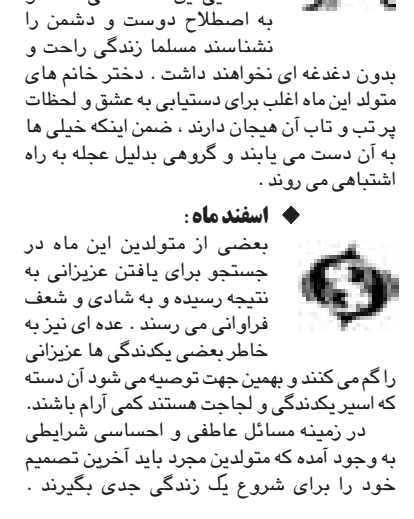 به اصطلاح دوست و دشمن را
نشناسند مسلما زندگی راحت و
بدون دغدغه ای نخواهند داشت . دختر خانم های
متولد این ماه اغلب برای دستیابی به عشق و لحظات
پر تب و تاب آن هیجان دارند ، ضمن اینکه خیلی ها
به آن دست می یابند و گروهی بدلیل عجله به راه
اشتباهی می روند .
◆ اسفند ماه :
بعضی از متولدین این ماه در
جستجو برای یافتن عزیزانی به
نتیجه رسیده و به شادی و شعف
فراوانی می رسند . عده ای نیز به
خاطر بعضی یکدندگی ها عزیزانی
را گم می کنند و بهمین جهت توصیه می شود آن دسته
که اسیر یکدندگی و لجاجت هستند کمی آرام باشند.
در زمینه مسائل عاطفی و احساسی شرایطی
به وجود آمده که متولدین مجرد باید آخرین تصمیم
خود را برای شروع یک زندگی جدی بگیرند .